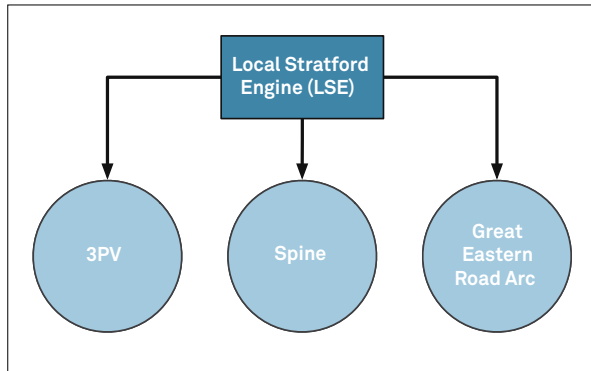 Local Stratford
Engine (LSE)
3PV
Spine
Great
Eastern
Road Arc